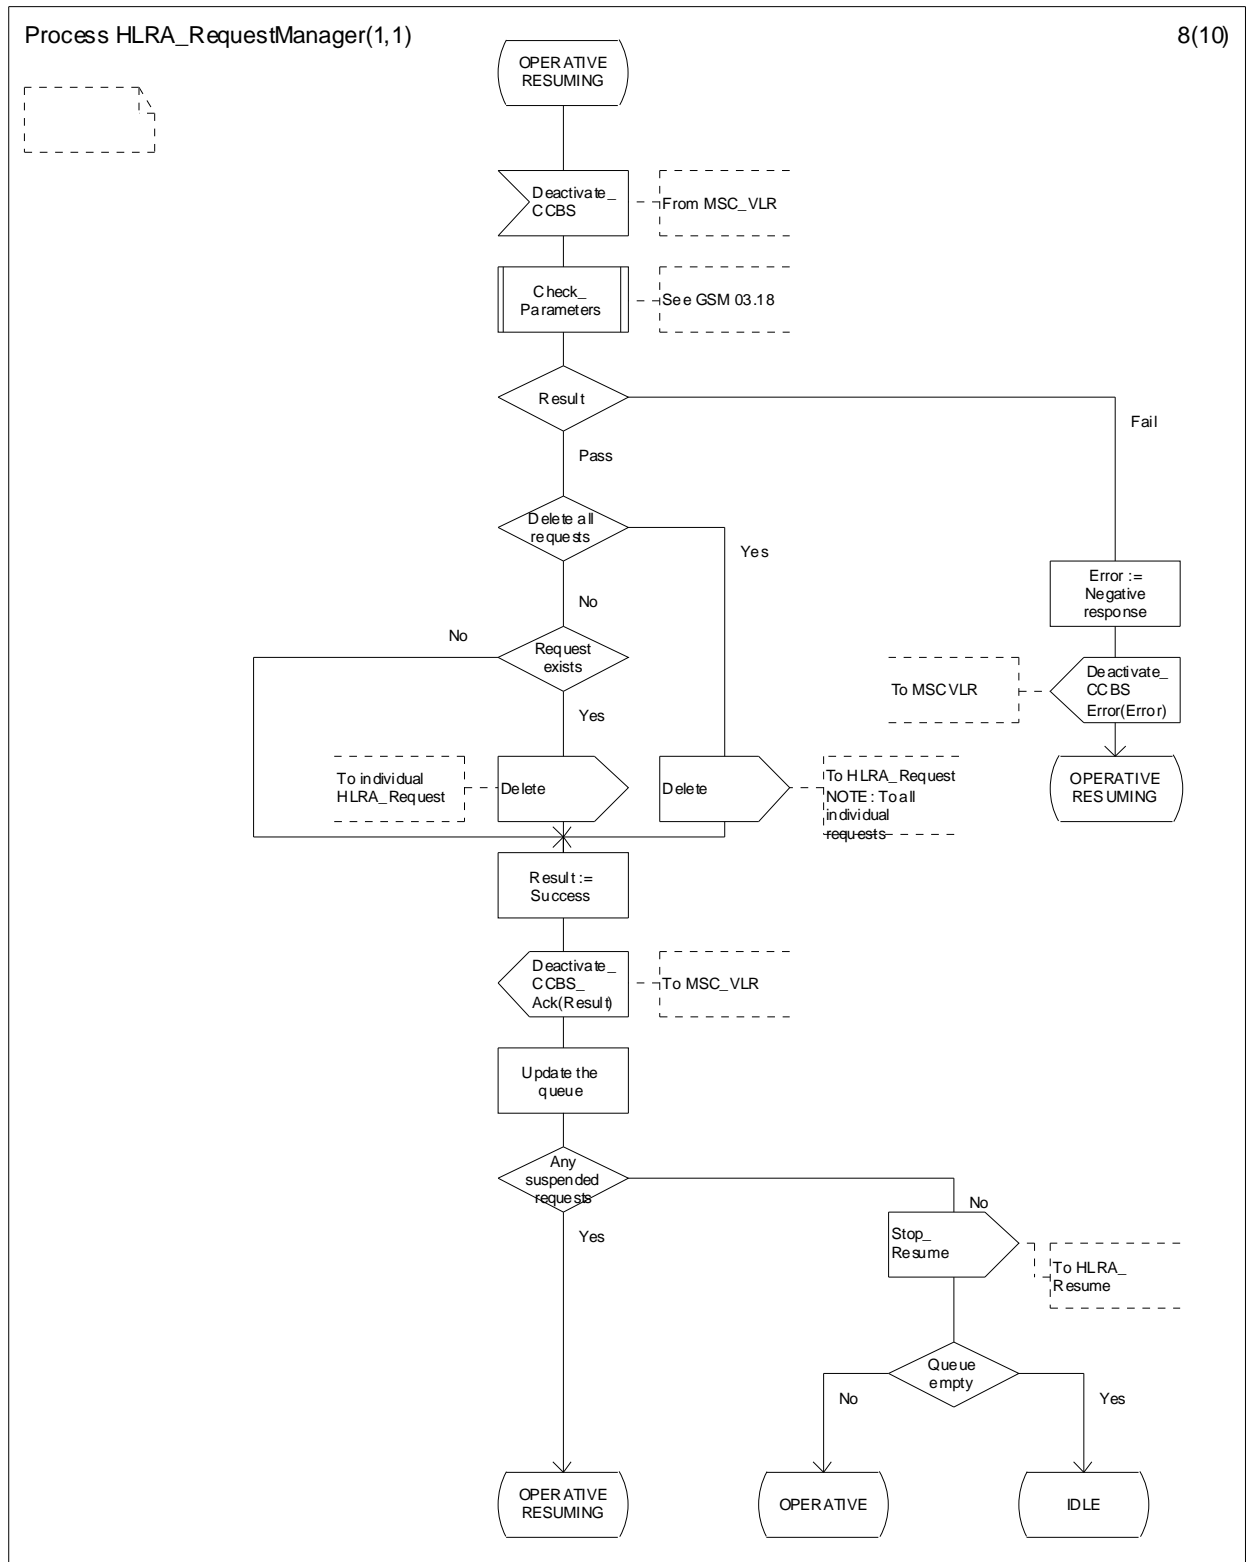 Process HLRA_RequestManager(1,1)
8(10)
OPERATIVE
RESUMING
Deactivate_
CCBS
From MSC_VLR
Check_
Parameters
See GSM 03.18
Result
Fail
Pass
Delete all
requests
Yes
No
Error :=
Negative
response
No
Request
exists
Deactivate_
CCBS
Error(Error)
To MSCVLR
Yes
To individual
HLRA_Request
Delete
Delete
To HLRA_Request
NOTE: To all
individual
requests
OPERATIVE
RESUMING
Result :=
Success
Deactivate_
CCBS_
Ack(Result)
To MSC_VLR
Update the
queue
Any
suspended
requests
No
Yes
Stop_
Resume
To HLRA_
Resume
Queue
empty
No
Yes
OPERATIVE
RESUMING
OPERATIVE
IDLE